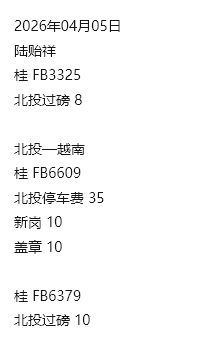 2026年04月05日
陆贻祥
桂 FB3325
北投过磅 8
北投──越南
桂 FB6609
北投停车费 35
新岗 10
盖章 10
桂 FB6379
北投过磅 10